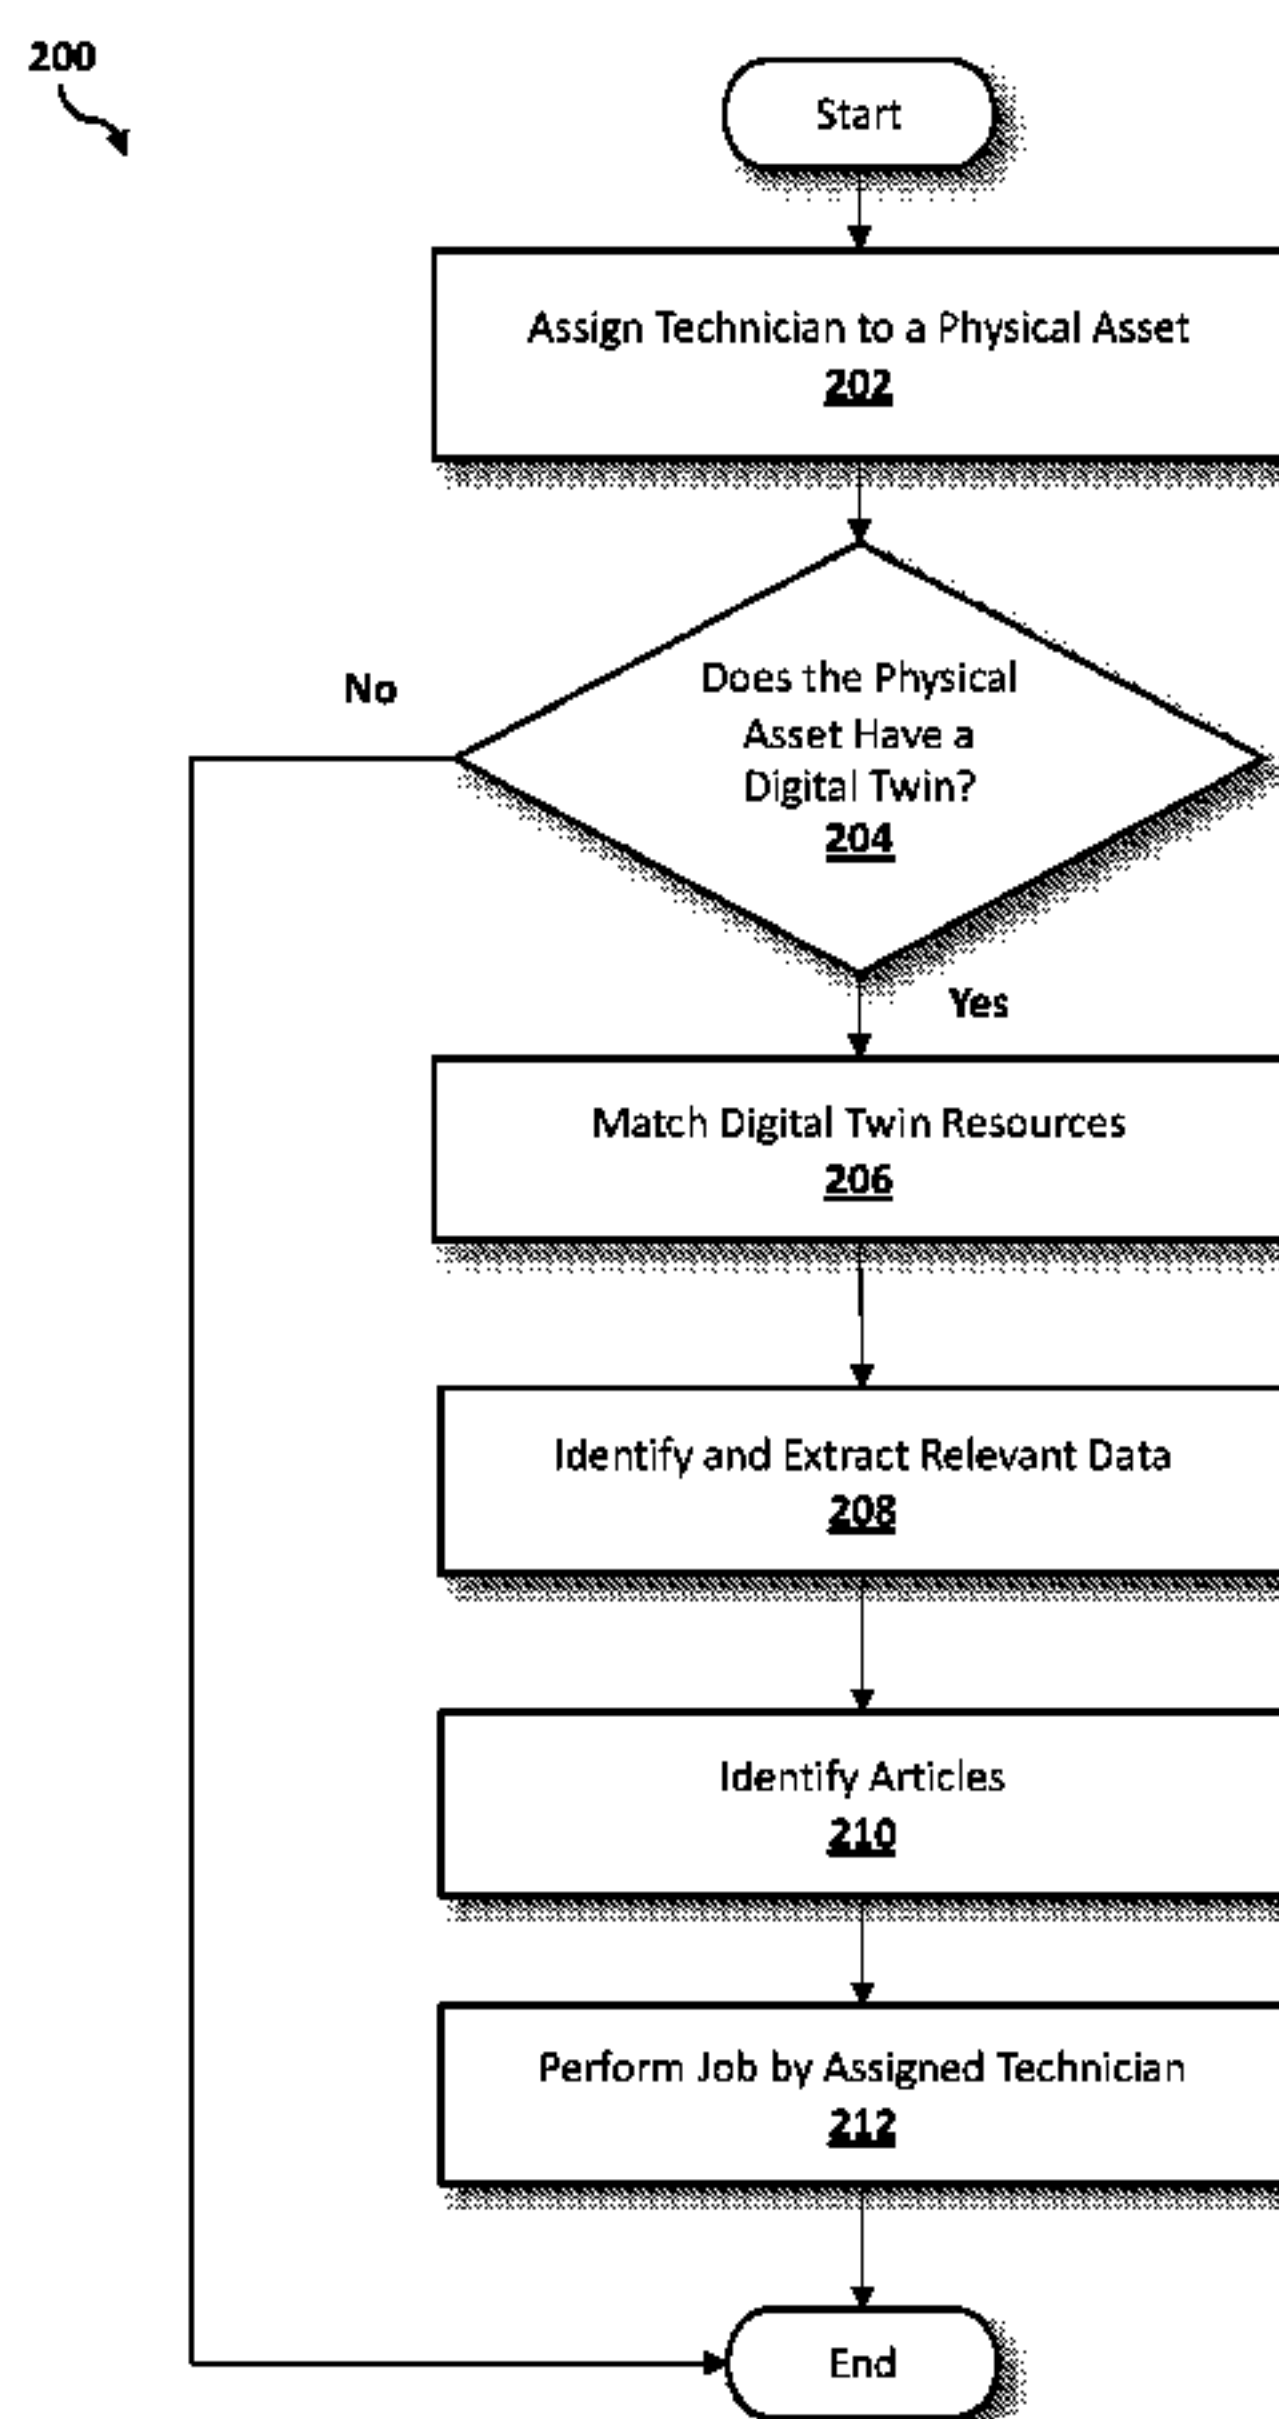 200
Start
Assign Technician to a Physical Asset
202
Does the Physical
Asset Have a
Digital Twin?
204
No
Yes
Match Digital Twin Resources
206
Identify and Extract Relevant Data
208
Identify Articles
210
Perform Job by Assigned Technician
212
End